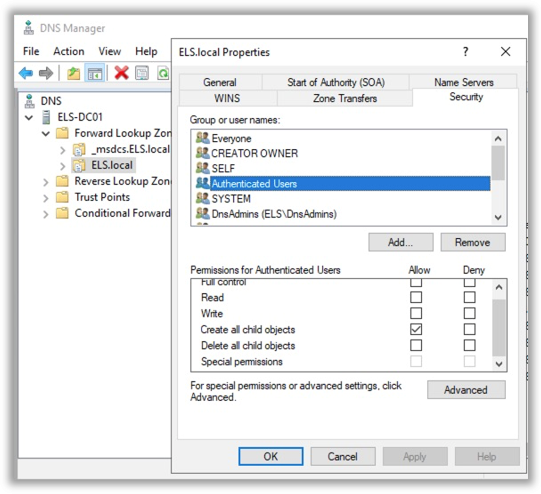 DNS Manager
File Action View Help
DNS
ELS-DC01
Forward Lookup Zon
_msdcs.ELS.local
ELS.local
Reverse Lookup Zon
Trust Points
Conditional Forward
ELS.local Properties
General Start of Authority (SOA) Name Servers
WINS Zone Transfers Security
Group or user names:
Everyone
CREATOR OWNER
SELF
Authenticated Users
SYSTEM
DnsAdmins (ELS\DnsAdmins)
Add... Remove
Permissions for Authenticated Users Allow Deny
Full control
Read
Write
Create all child objects
Delete all child objects
Special permissions
For special permissions or advanced settings, click
Advanced.
Advanced
OK Cancel Apply Help